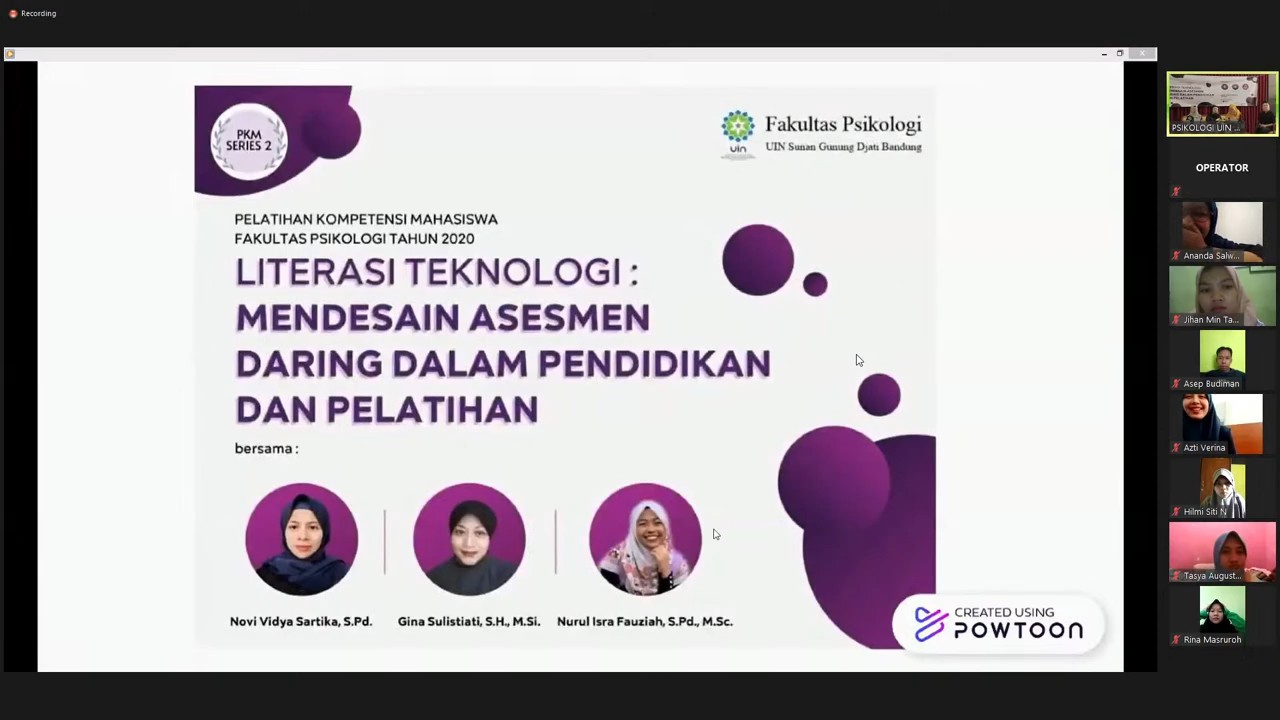 Recording
PKM
SERIES 2
uin
Fakultas Psikologi
UIN Sunan Gunung Djati Bandung
PELATIHAN KOMPETENSI MAHASISWA
FAKULTAS PSIKOLOGI TAHUN 2020
LITERASI TEKNOLOGI :
MENDESAIN ASESMEN
DARING DALAM PENDIDIKAN
DAN PELATIHAN
bersama :
Novi Vidya Sartika, S.Pd.
Gina Sulistiati, S.H., M.Si.
Nurul Isra Fauziah, S.Pd., M.Sc.
CREATED USING
POWTOON
PSIKOLOGI UIN ...
OPERATOR
Ananda Salw...
Jihan Min Ta...
Asep Budiman
Azti Verina
Hilmi Siti N
Tasya August...
Rina Masruroh